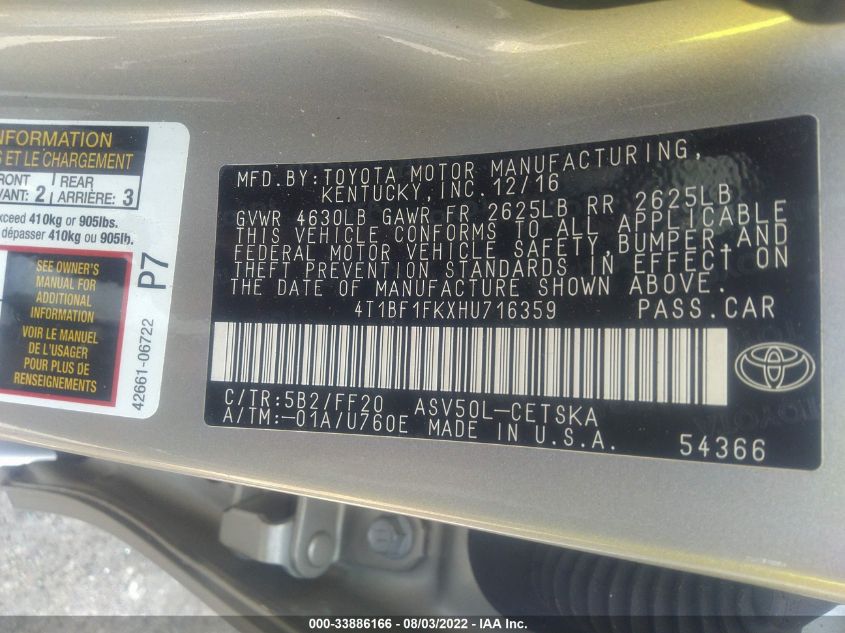 NFORMATION
S ET LE CHARGEMENT
RONT
VANT: 2
REAR
ARRIÈRE: 3
xceed 410kg or 905lbs.
dépasser 410kg ou 905lb.
SEE OWNER'S
MANUAL FOR
ADDITIONAL
INFORMATION
VOIR LE MANUEL
DE L'USAGER
POUR PLUS DE
RENSEIGNEMENTS
P7
42661-06722
MFD.BY:TOYOTA MOTOR MANUFACTURING,
KENTUCKY,INC.12/16
GVWR 4630LB GAWR FR 2625LB RR 2625LB
THIS VEHICLE CONFORMS TO ALL APPLICABLE
FEDERAL MOTOR VEHICLE SAFETY,BUMPER,AND
THEFT PREVENTION STANDARDS IN EFFECT ON
THE DATE OF MANUFACTURE SHOWN ABOVE.
4T1BF1FKXHU716359 PASS.CAR
C/TR:5B2/FF20 ASV50L-CETSKA
A/TM:-01A/U760E MADE IN U.S.A.
54366
000-33886166 - 08/03/2022 - IAA Inc.